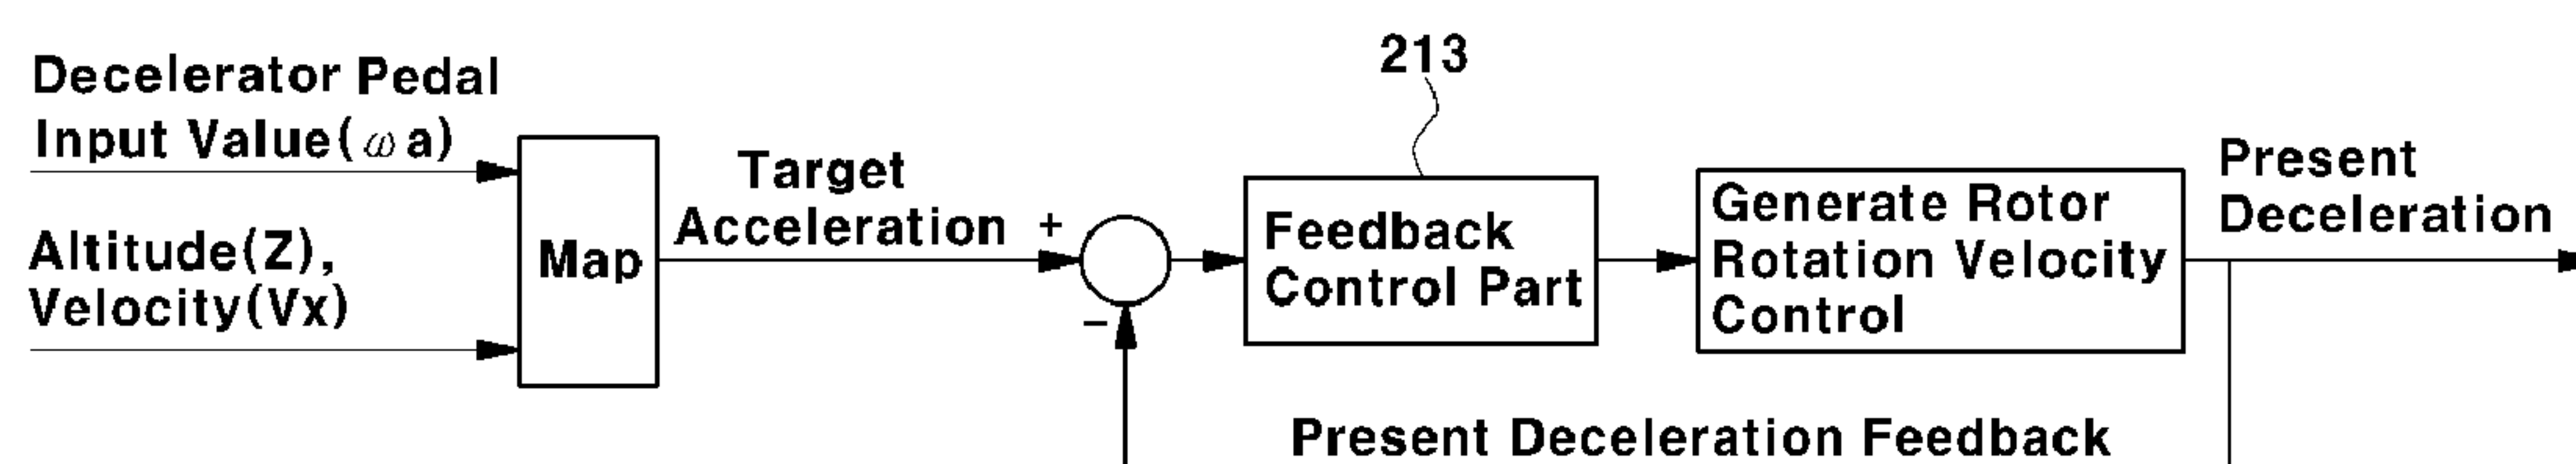 213
Decelerator Pedal
Input Value(ωa)
Altitude(Z),
Velocity(Vx)
Map
Target
Acceleration
+
−
Feedback
Control Part
Generate Rotor
Rotation Velocity
Control
Present
Deceleration
Present Deceleration Feedback